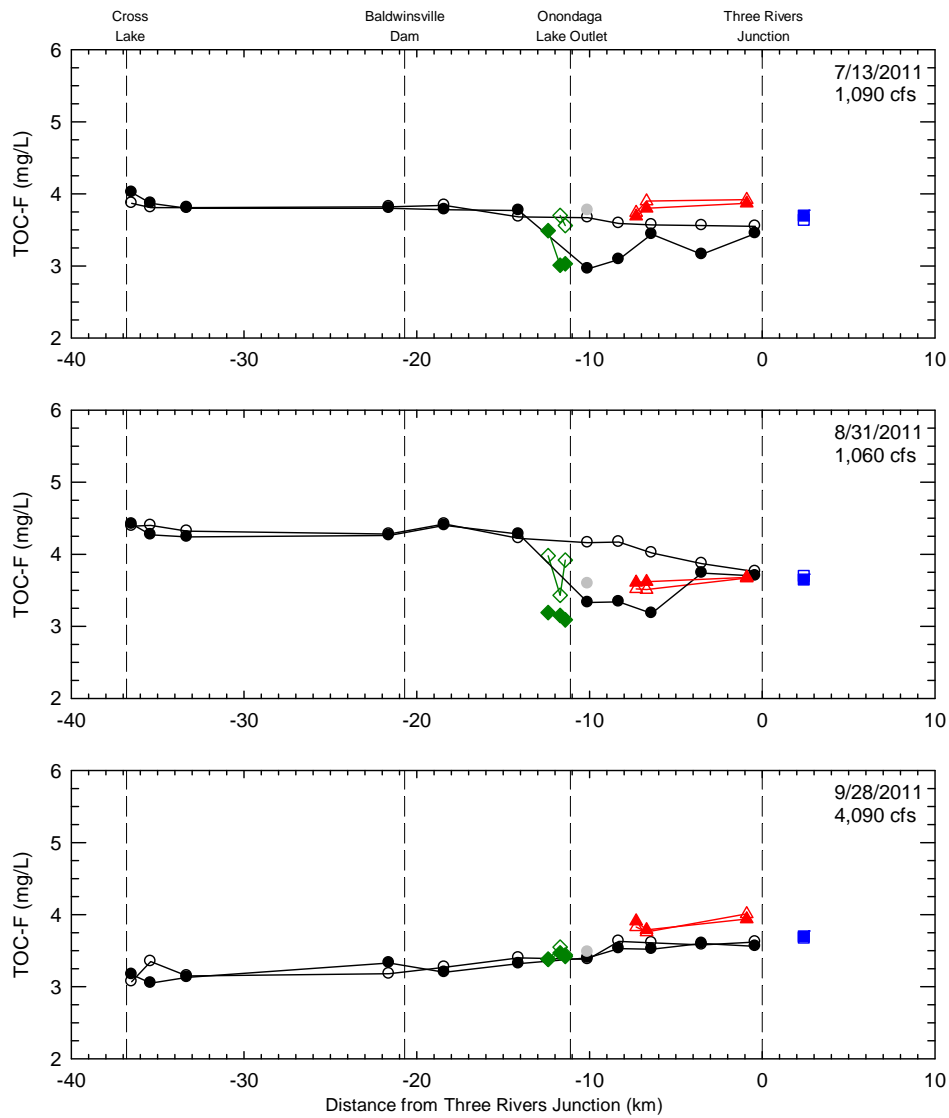 Cross
Lake
Baldwinsville
Dam
Onondaga
Lake Outlet
Three Rivers
Junction
6
5
4
3
2
TOC-F (mg/L)
7/13/2011
1,090 cfs
-40
-30
-20
-10
0
10
6
5
4
3
2
TOC-F (mg/L)
8/31/2011
1,060 cfs
-40
-30
-20
-10
0
10
6
5
4
3
2
TOC-F (mg/L)
9/28/2011
4,090 cfs
-40
-30
-20
-10
0
10
Distance from Three Rivers Junction (km)